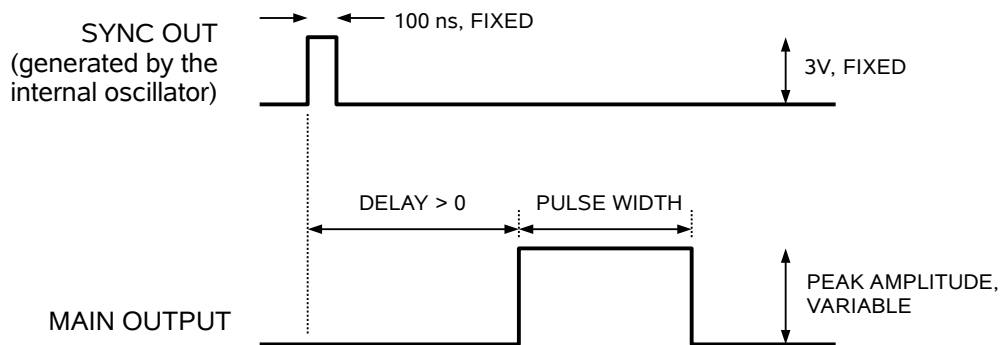 100 ns, FIXED
SYNC OUT
(generated by the
internal oscillator)
3V, FIXED
DELAY > 0
PULSE WIDTH
PEAK AMPLITUDE,
VARIABLE
MAIN OUTPUT